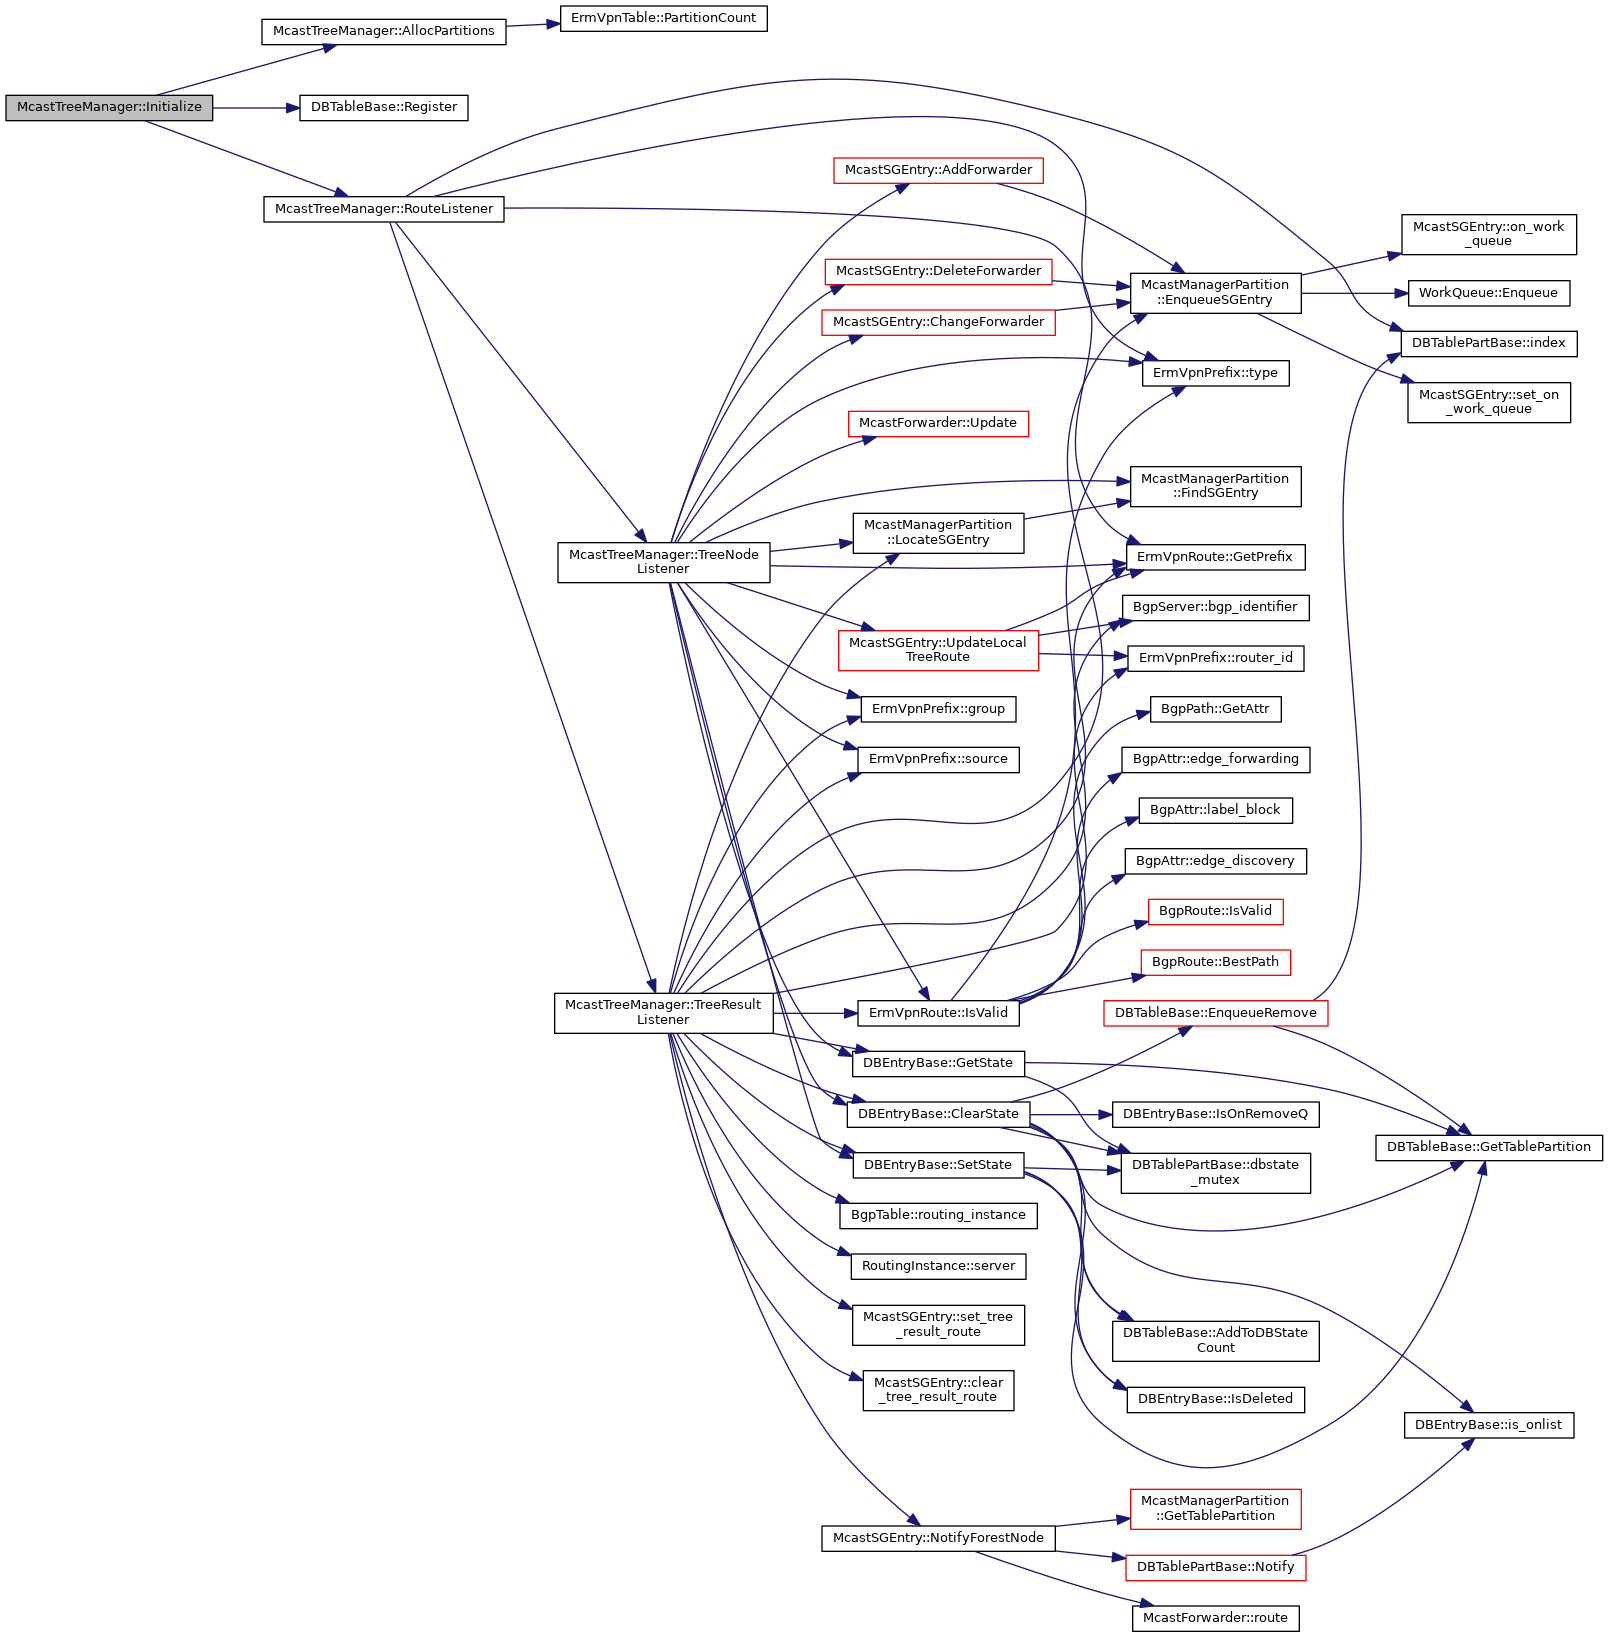 McastTreeManager::Initialize
McastTreeManager::AllocPartitions
ErmVpnTable::PartitionCount
DBTableBase::Register
McastTreeManager::RouteListener
McastTreeManager::TreeNode
Listener
McastTreeManager::TreeResult
Listener
McastSGEntry::AddForwarder
McastSGEntry::DeleteForwarder
McastSGEntry::ChangeForwarder
McastForwarder::Update
McastManagerPartition
::LocateSGEntry
McastSGEntry::UpdateLocal
TreeRoute
ErmVpnPrefix::group
ErmVpnPrefix::source
ErmVpnRoute::IsValid
DBEntryBase::GetState
DBEntryBase::ClearState
DBEntryBase::SetState
BgpTable::routing_instance
RoutingInstance::server
McastSGEntry::set_tree
_result_route
McastSGEntry::clear
_tree_result_route
McastSGEntry::NotifyForestNode
McastManagerPartition
::EnqueueSGEntry
ErmVpnPrefix::type
McastManagerPartition
::FindSGEntry
ErmVpnRoute::GetPrefix
BgpServer::bgp_identifier
ErmVpnPrefix::router_id
BgpPath::GetAttr
BgpAttr::edge_forwarding
BgpAttr::label_block
BgpAttr::edge_discovery
BgpRoute::IsValid
BgpRoute::BestPath
DBTableBase::EnqueueRemove
DBEntryBase::IsOnRemoveQ
DBTablePartBase::dbstate
_mutex
DBTableBase::AddToDBState
Count
DBEntryBase::IsDeleted
McastManagerPartition
::GetTablePartition
DBTablePartBase::Notify
McastForwarder::route
McastSGEntry::on_work
_queue
WorkQueue::Enqueue
DBTablePartBase::index
McastSGEntry::set_on
_work_queue
DBTableBase::GetTablePartition
DBEntryBase::is_onlist